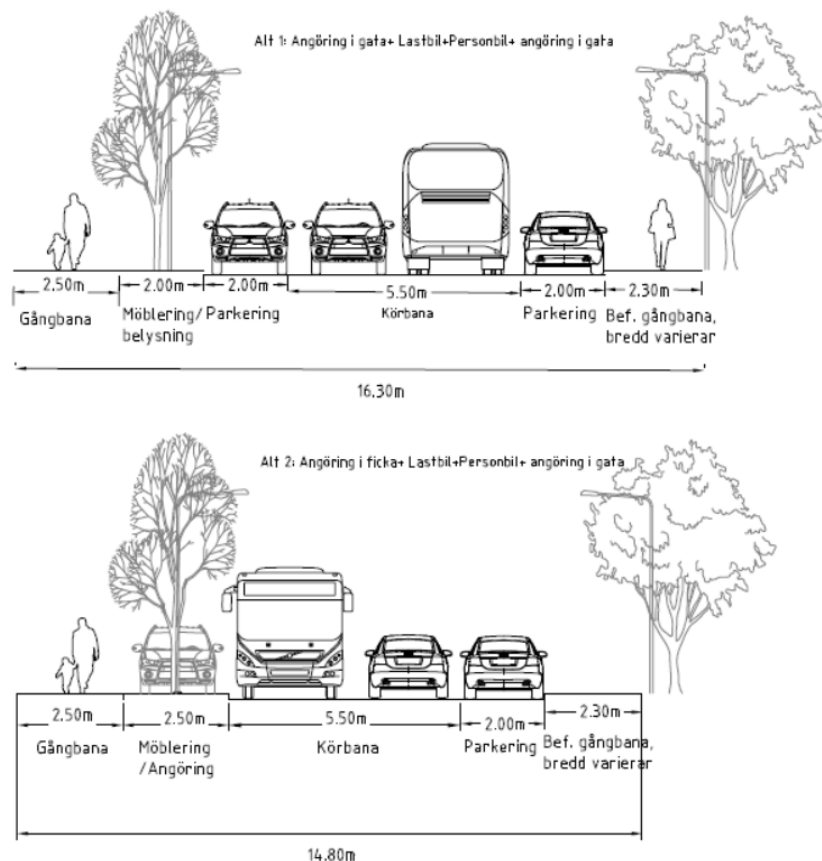 Alt 1: Angöring i gata+ Lastbil+Personbil+ angöring i gata
2.50m
2.00m
2.00m
5.50m
2.00m
2.30m
Gångbana
Möblering/
belysning
Parkering
Körbana
Parkering
Bef. gångbana,
bredd varierar
16.30m
Alt 2: Angöring i ficka+ Lastbil+Personbil+ angöring i gata
2.50m
2.50m
5.50m
2.00m
2.30m
Gångbana
Möblering
/Angöring
Körbana
Parkering
Bef. gångbana,
bredd varierar
14.80m